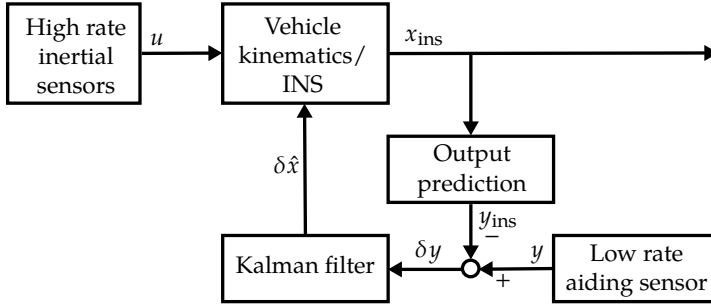 High rate
inertial
sensors
u
Vehicle
kinematics/
INS
x_ins
δx̂
Output
prediction
y_ins
−
Kalman filter
δy
+
y
Low rate
aiding sensor